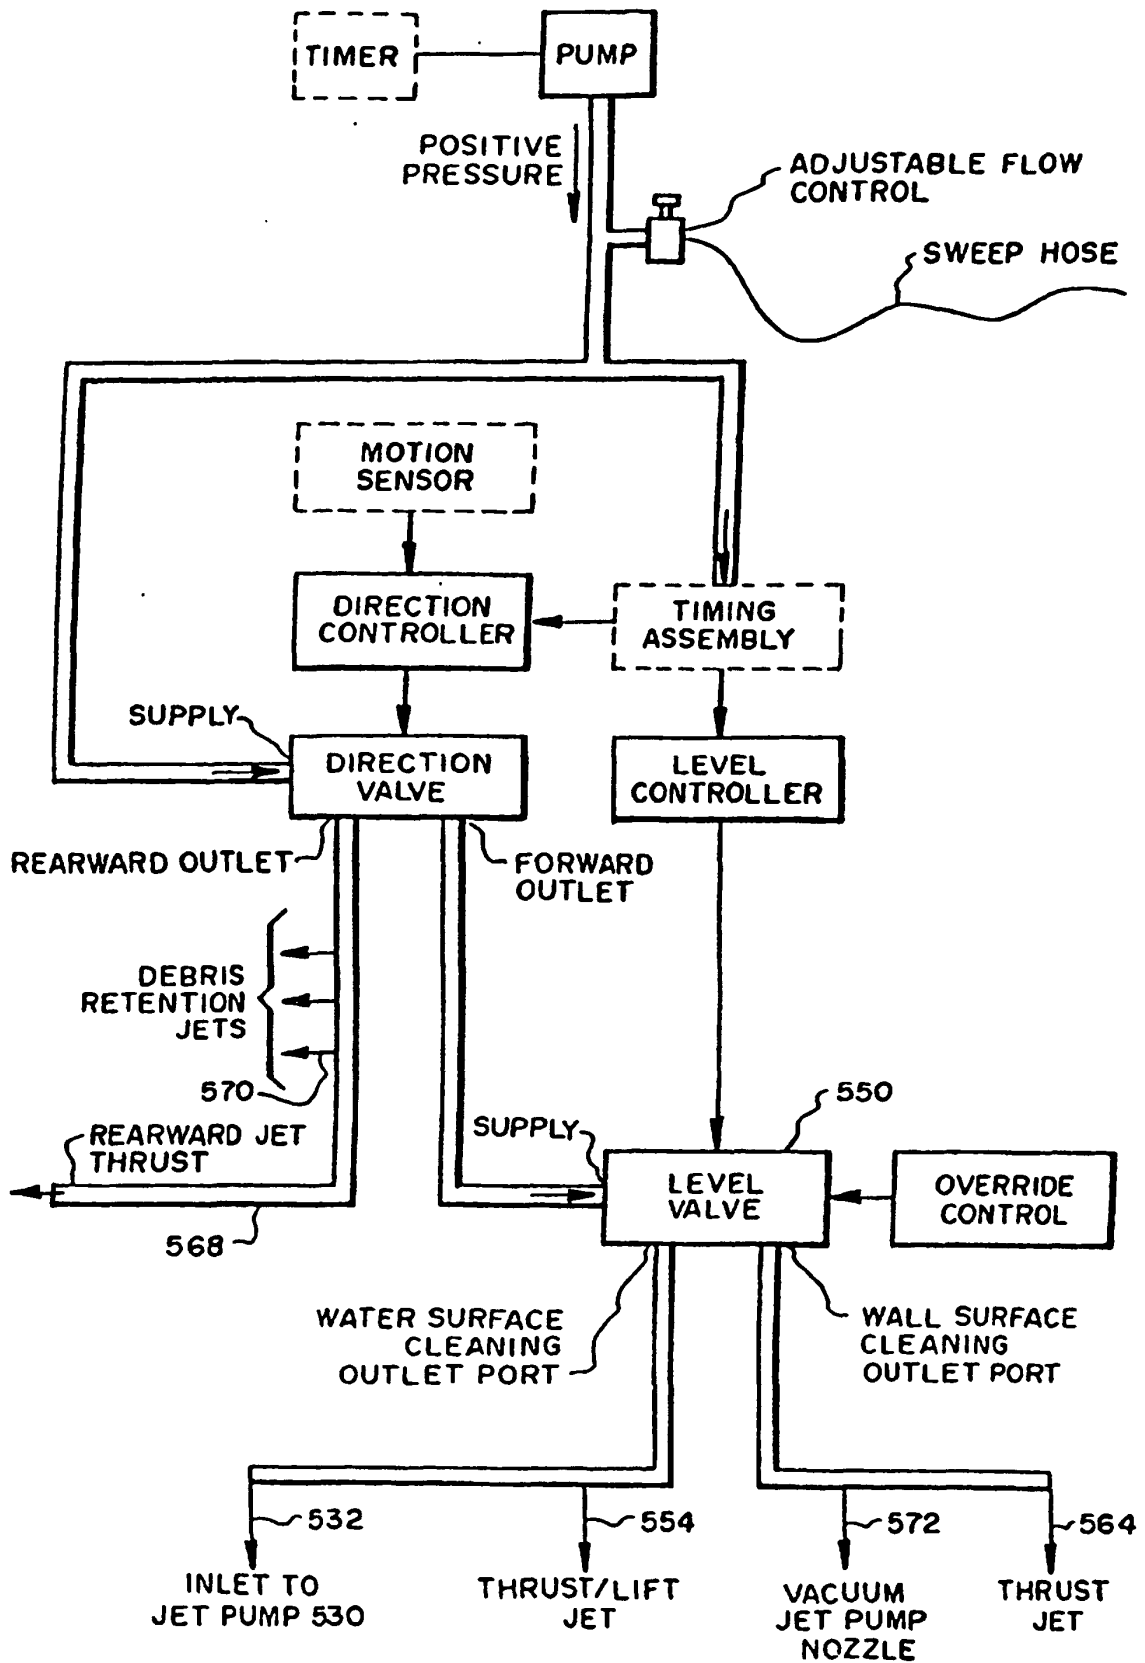 TIMER
PUMP
POSITIVE
PRESSURE
ADJUSTABLE FLOW
CONTROL
SWEEP HOSE
MOTION
SENSOR
DIRECTION
CONTROLLER
TIMING
ASSEMBLY
SUPPLY
DIRECTION
VALVE
LEVEL
CONTROLLER
REARWARD OUTLET
FORWARD
OUTLET
DEBRIS
RETENTION
JETS
570
550
REARWARD JET
THRUST
SUPPLY
LEVEL
VALVE
OVERRIDE
CONTROL
568
WATER SURFACE
CLEANING
OUTLET PORT
WALL SURFACE
CLEANING
OUTLET PORT
532
554
572
564
INLET TO
JET PUMP 530
THRUST/LIFT
JET
VACUUM
JET PUMP
NOZZLE
THRUST
JET